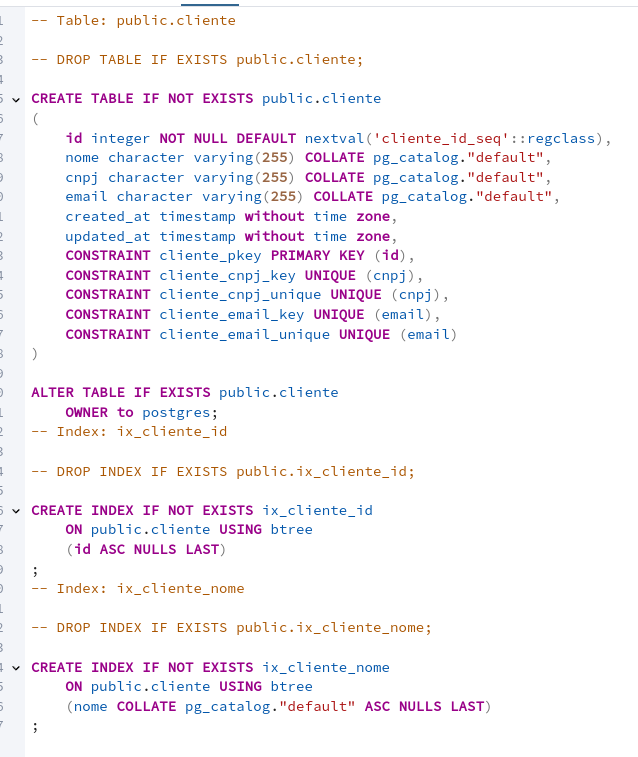 -- Table: public.cliente
-- DROP TABLE IF EXISTS public.cliente;
CREATE TABLE IF NOT EXISTS public.cliente
(
    id integer NOT NULL DEFAULT nextval('cliente_id_seq'::regclass),
    nome character varying(255) COLLATE pg_catalog."default",
    cnpj character varying(255) COLLATE pg_catalog."default",
    email character varying(255) COLLATE pg_catalog."default",
    created_at timestamp without time zone,
    updated_at timestamp without time zone,
    CONSTRAINT cliente_pkey PRIMARY KEY (id),
    CONSTRAINT cliente_cnpj_key UNIQUE (cnpj),
    CONSTRAINT cliente_cnpj_unique UNIQUE (cnpj),
    CONSTRAINT cliente_email_key UNIQUE (email),
    CONSTRAINT cliente_email_unique UNIQUE (email)
)
ALTER TABLE IF EXISTS public.cliente
    OWNER to postgres;
-- Index: ix_cliente_id
-- DROP INDEX IF EXISTS public.ix_cliente_id;
CREATE INDEX IF NOT EXISTS ix_cliente_id
    ON public.cliente USING btree
    (id ASC NULLS LAST)
;
-- Index: ix_cliente_nome
-- DROP INDEX IF EXISTS public.ix_cliente_nome;
CREATE INDEX IF NOT EXISTS ix_cliente_nome
    ON public.cliente USING btree
    (nome COLLATE pg_catalog."default" ASC NULLS LAST)
;